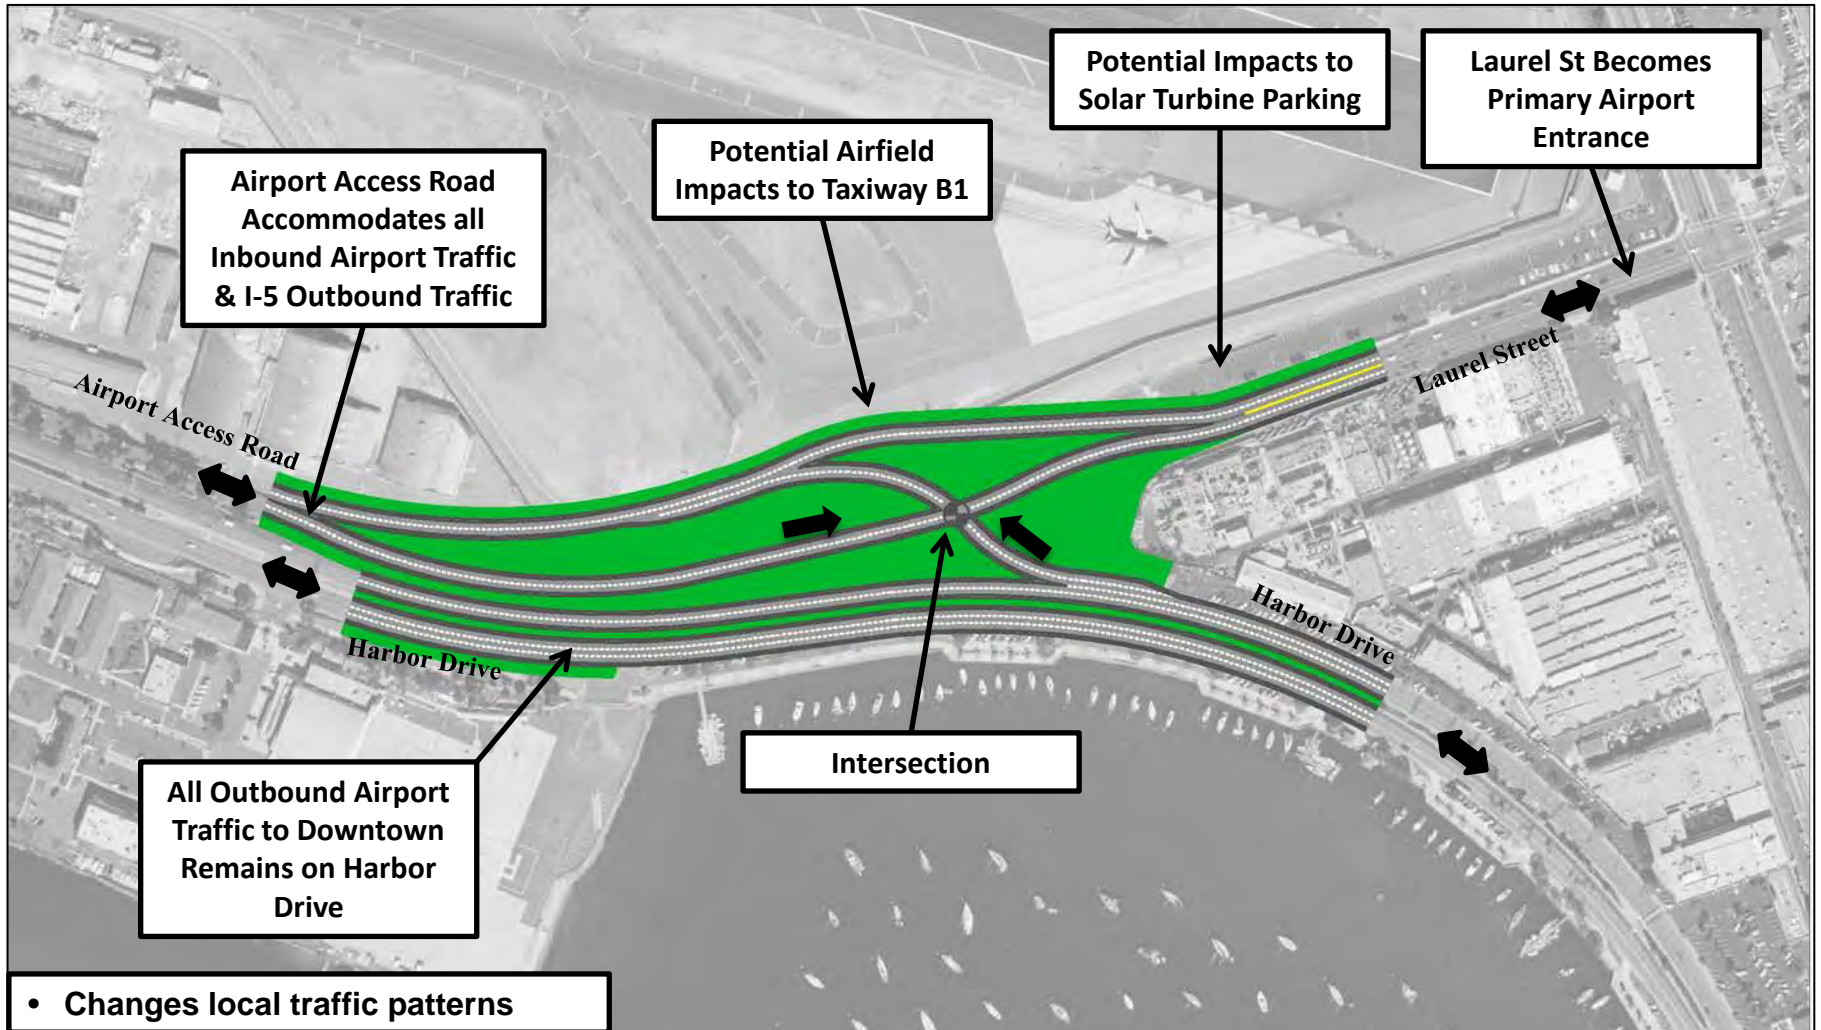 Potential Impacts to
Solar Turbine Parking
Laurel St Becomes
Primary Airport
Entrance
Potential Airfield
Impacts to Taxiway B1
Airport Access Road
Accommodates all
Inbound Airport Traffic
& I-5 Outbound Traffic
Airport Access Road
Laurel Street
Harbor Drive
Harbor Drive
Intersection
All Outbound Airport
Traffic to Downtown
Remains on Harbor
Drive
• Changes local traffic patterns